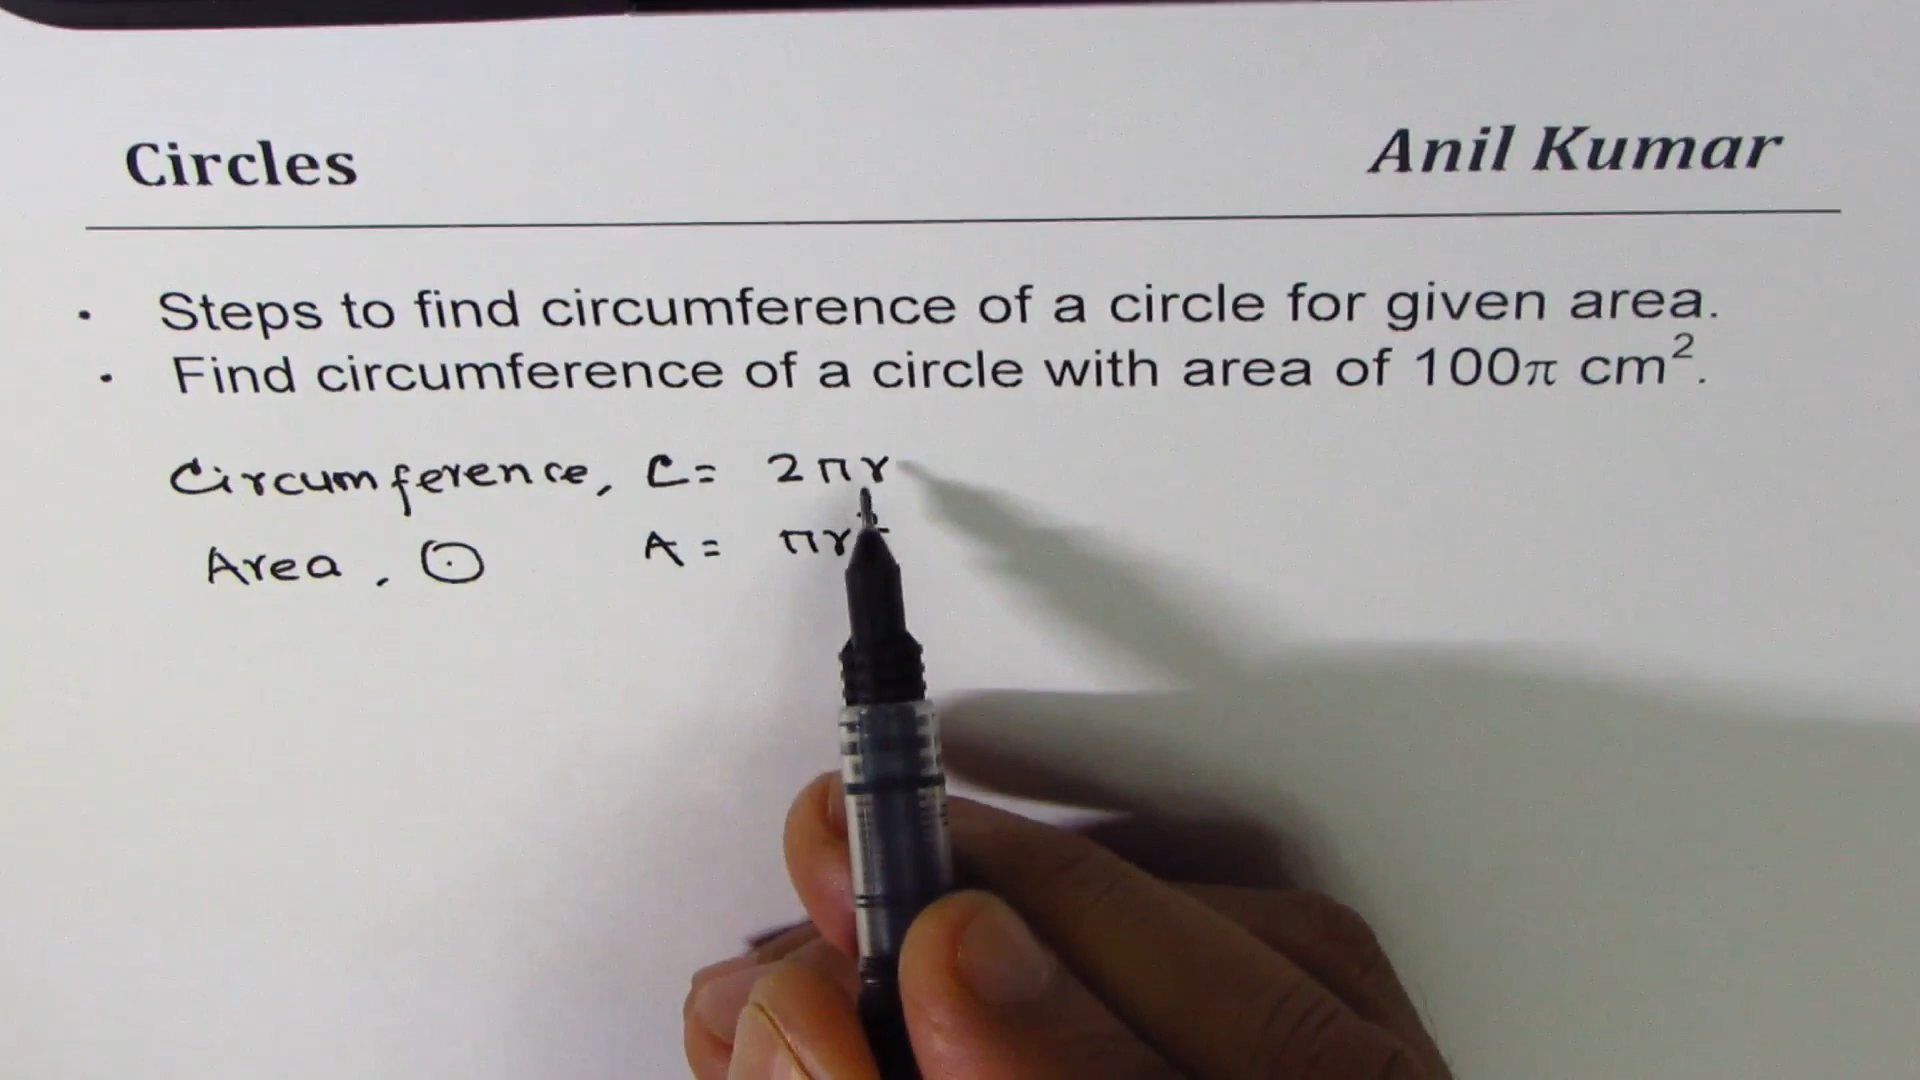 Circles
Anil Kumar
• Steps to find circumference of a circle for given area.
• Find circumference of a circle with area of 100π cm².
Circumference, C = 2πr
Area, ⊙ A = πr²